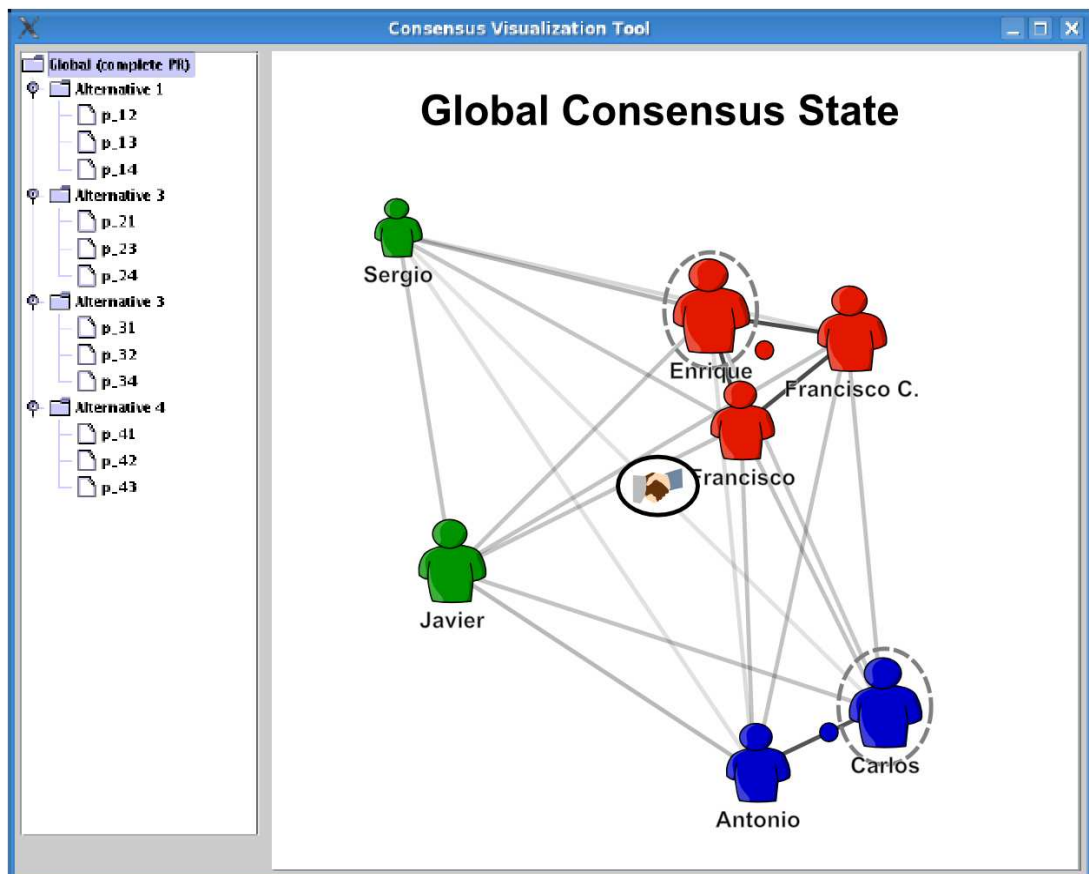 Consensus Visualization Tool
Global (complete PR)
Alternative 1
p_12
p_13
p_14
Alternative 3
p_21
p_23
p_24
Alternative 3
p_31
p_32
p_34
Alternative 4
p_41
p_42
p_43
Global Consensus State
Sergio
Enrique
Francisco C.
Francisco
Javier
Carlos
Antonio